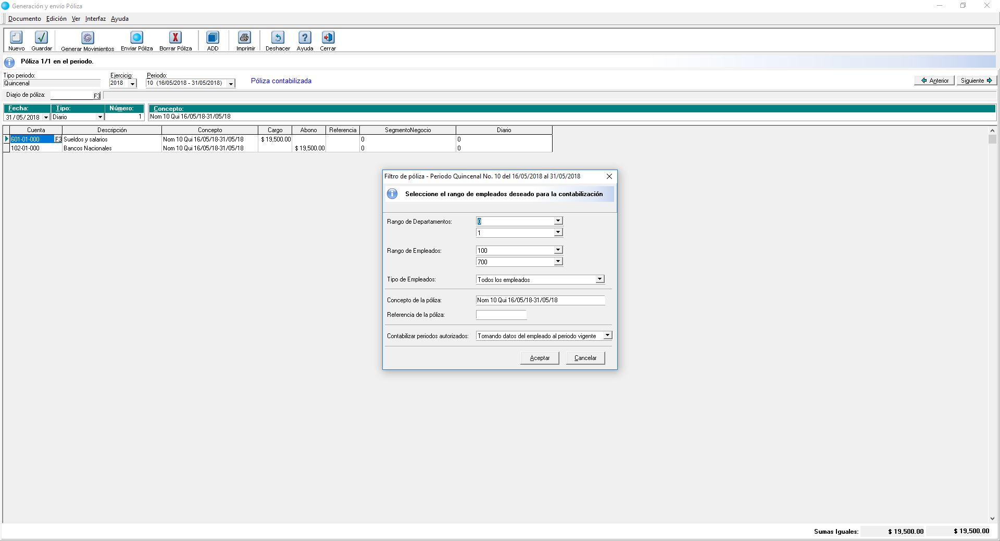 Generación y envío Póliza
Documento Edición Ver Interfaz Ayuda
Nuevo Guardar Generar Movimientos Enviar Póliza Borrar Póliza ADD Imprimir Deshacer Ayuda Cerrar
Póliza 1/1 en el periodo.
Tipo periodo: Ejercicio: Periodo:
Quincenal 2018 10 (16/05/2018 - 31/05/2018) Póliza contabilizada Anterior Siguiente
Diario de póliza: F3
Fecha: Tipo: Número: Concepto:
31/05/2018 Diario 1 Nom 10 Qui 16/05/18-31/05/18
Cuenta Descripción Concepto Cargo Abono Referencia SegmentoNegocio Diario
601-01-000 F3 Sueldos y salarios Nom 10 Qui 16/05/18-31/05/18 $ 19,500.00 0 0
102-01-000 Bancos Nacionales Nom 10 Qui 16/05/18-31/05/18 $ 19,500.00 0 0
Filtro de póliza - Periodo Quincenal No. 10 del 16/05/2018 al 31/05/2018
Seleccione el rango de empleados deseado para la contabilización
Rango de Departamentos: 0
1
Rango de Empleados: 100
700
Tipo de Empleados: Todos los empleados
Concepto de la póliza: Nom 10 Qui 16/05/18-31/05/18
Referencia de la póliza:
Contabilizar periodos autorizados: Tomando datos del empleado al periodo vigente
Aceptar Cancelar
Sumas Iguales: $ 19,500.00 $ 19,500.00